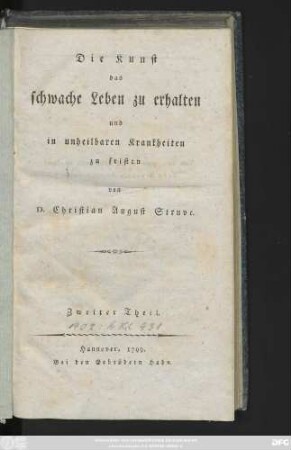 Die Kunst
das
schwache Leben zu erhalten
und
in unheilbaren Krankheiten
zu fristen
von
D. Christian August Struve.
Zweiter Theil.
Hannover, 1799.
Bei den Gebrüdern Hahn.